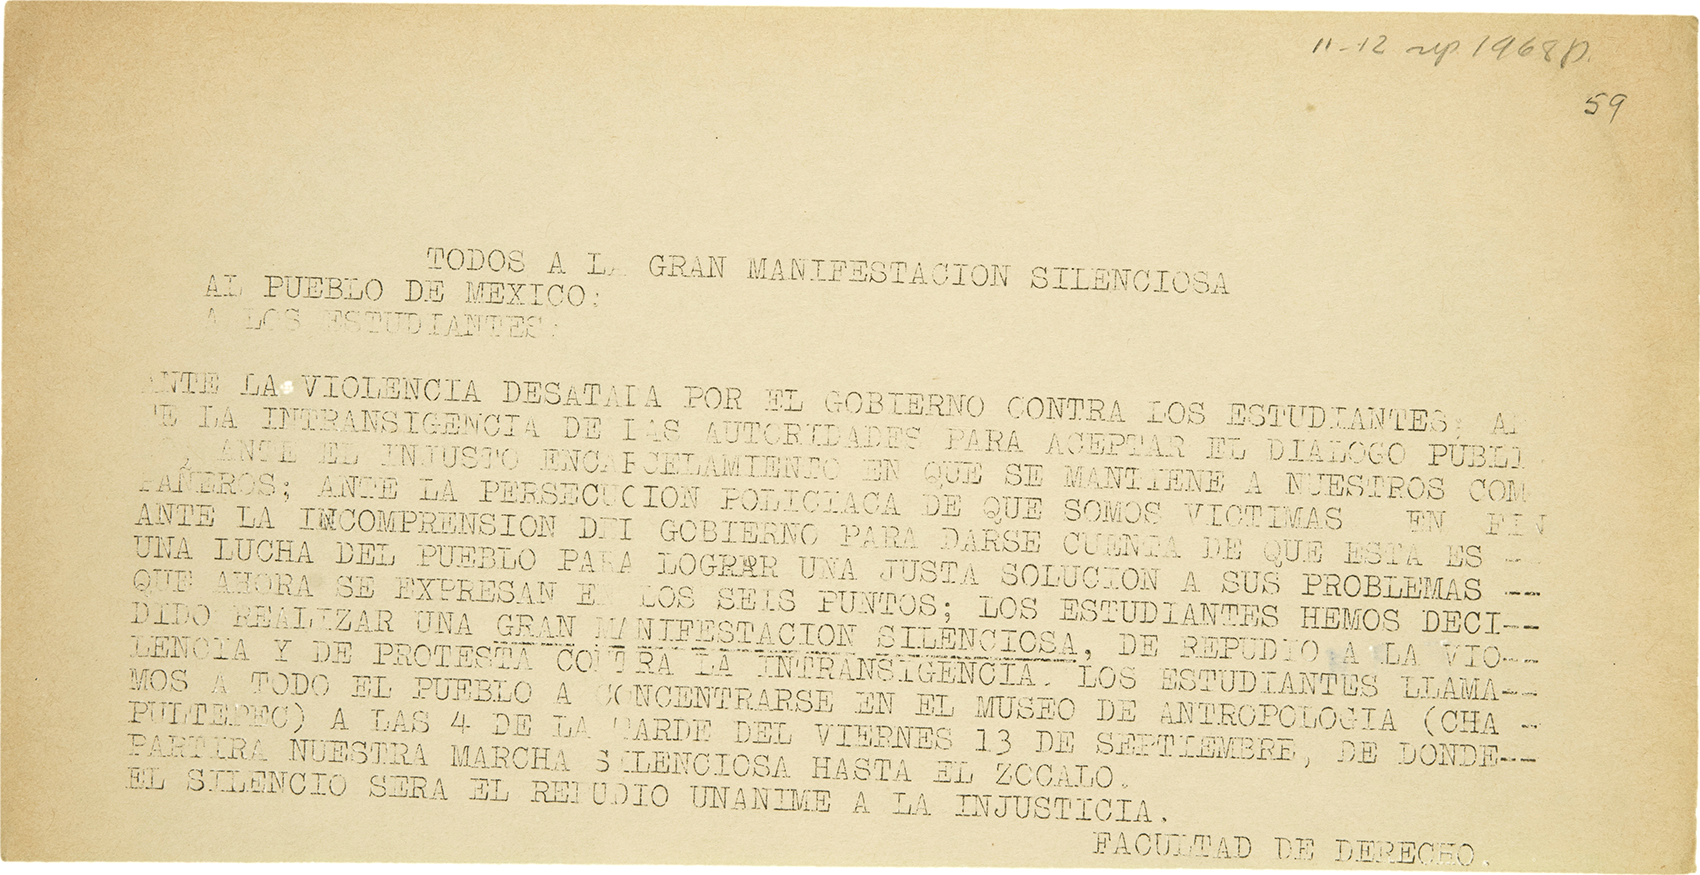 11-12 sep. 1968 p.
59
TODOS A LA GRAN MANIFESTACION SILENCIOSA
AL PUEBLO DE MEXICO:
A LOS ESTUDIANTES:
ANTE LA VIOLENCIA DESATADA POR EL GOBIERNO CONTRA LOS ESTUDIANTES; AN
TE LA INTRANSIGENCIA DE LAS AUTORIDADES PARA ACEPTAR EL DIALOGO PÚBLI
, ANTE EL INJUSTO ENCARCELAMIENTO EN QUE SE MANTIENE A NUESTROS COM
PAÑEROS; ANTE LA PERSECUCION POLICIACA DE QUE SOMOS VICTIMAS EN FIN
ANTE LA INCOMPRENSION DEL GOBIERNO PARA DARSE CUENTA DE QUE ESTA ES --
UNA LUCHA DEL PUEBLO PARA LOGRAR UNA JUSTA SOLUCION A SUS PROBLEMAS --
QUE AHORA SE EXPRESAN EN LOS SEIS PUNTOS; LOS ESTUDIANTES HEMOS DECI--
DIDO REALIZAR UNA GRAN MANIFESTACION SILENCIOSA, DE REPUDIO A LA VIO--
LENCIA Y DE PROTESTA CONTRA LA INTRANSIGENCIA. LOS ESTUDIANTES LLAMA--
MOS A TODO EL PUEBLO A CONCENTRARSE EN EL MUSEO DE ANTROPOLOGIA (CHA -
PULTEPEC) A LAS 4 DE LA TARDE DEL VIERNES 13 DE SEPTIEMBRE, DE DONDE--
PARTIRA NUESTRA MARCHA SILENCIOSA HASTA EL ZOCALO.
EL SILENCIO SERA EL REPUDIO UNANIME A LA INJUSTICIA.
FACULTAD DE DERECHO.